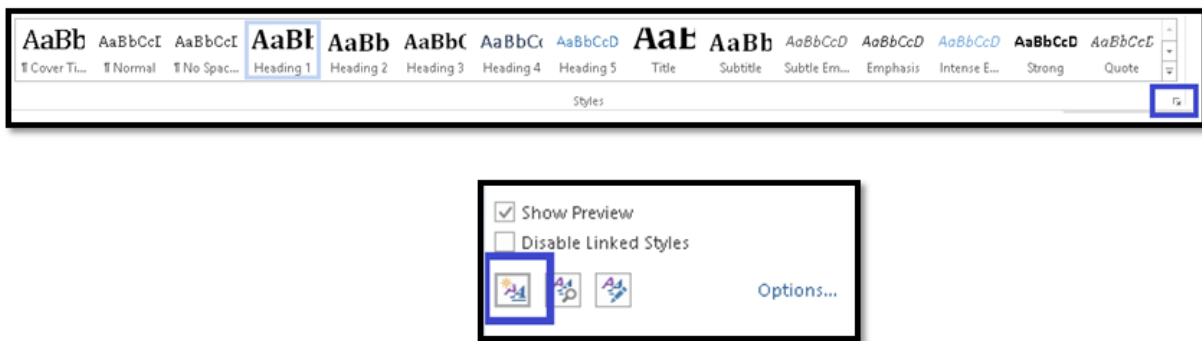 AaBb AaBbCcI AaBbCcI AaBł AaBb AaBb( AaBbC‹ AaBbCcD AaE AaBb AaBbCcD AaBbCcD AaBbCcD AaBbCcD AaBbCcD
¶ Cover Ti... ¶ Normal ¶ No Spac... Heading 1 Heading 2 Heading 3 Heading 4 Heading 5 Title Subtitle Subtle Em... Emphasis Intense E... Strong Quote
Styles
Show Preview
Disable Linked Styles
Options...